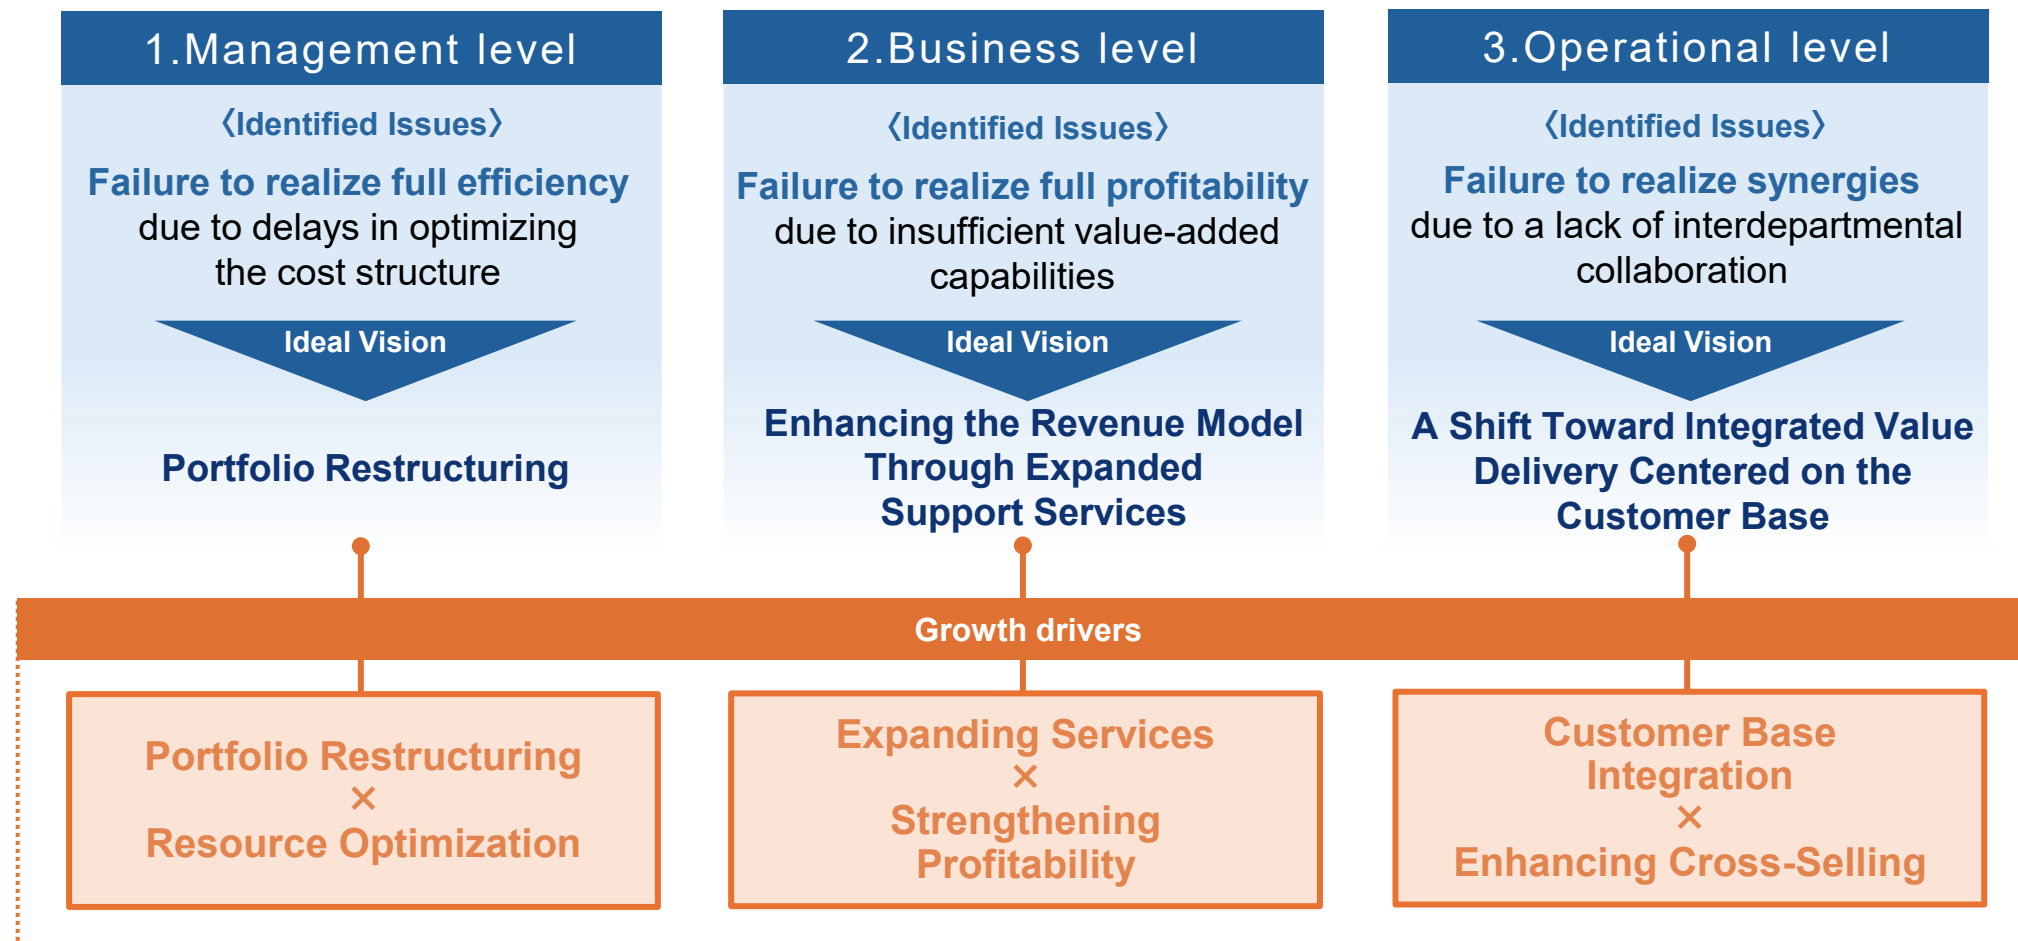 1.Management level
〈Identified Issues〉
Failure to realize full efficiency
due to delays in optimizing
the cost structure
Ideal Vision
Portfolio Restructuring
2.Business level
〈Identified Issues〉
Failure to realize full profitability
due to insufficient value-added
capabilities
Ideal Vision
Enhancing the Revenue Model
Through Expanded
Support Services
3.Operational level
〈Identified Issues〉
Failure to realize synergies
due to a lack of interdepartmental
collaboration
Ideal Vision
A Shift Toward Integrated Value
Delivery Centered on the
Customer Base
Growth drivers
Portfolio Restructuring
×
Resource Optimization
Expanding Services
×
Strengthening
Profitability
Customer Base
Integration
×
Enhancing Cross-Selling